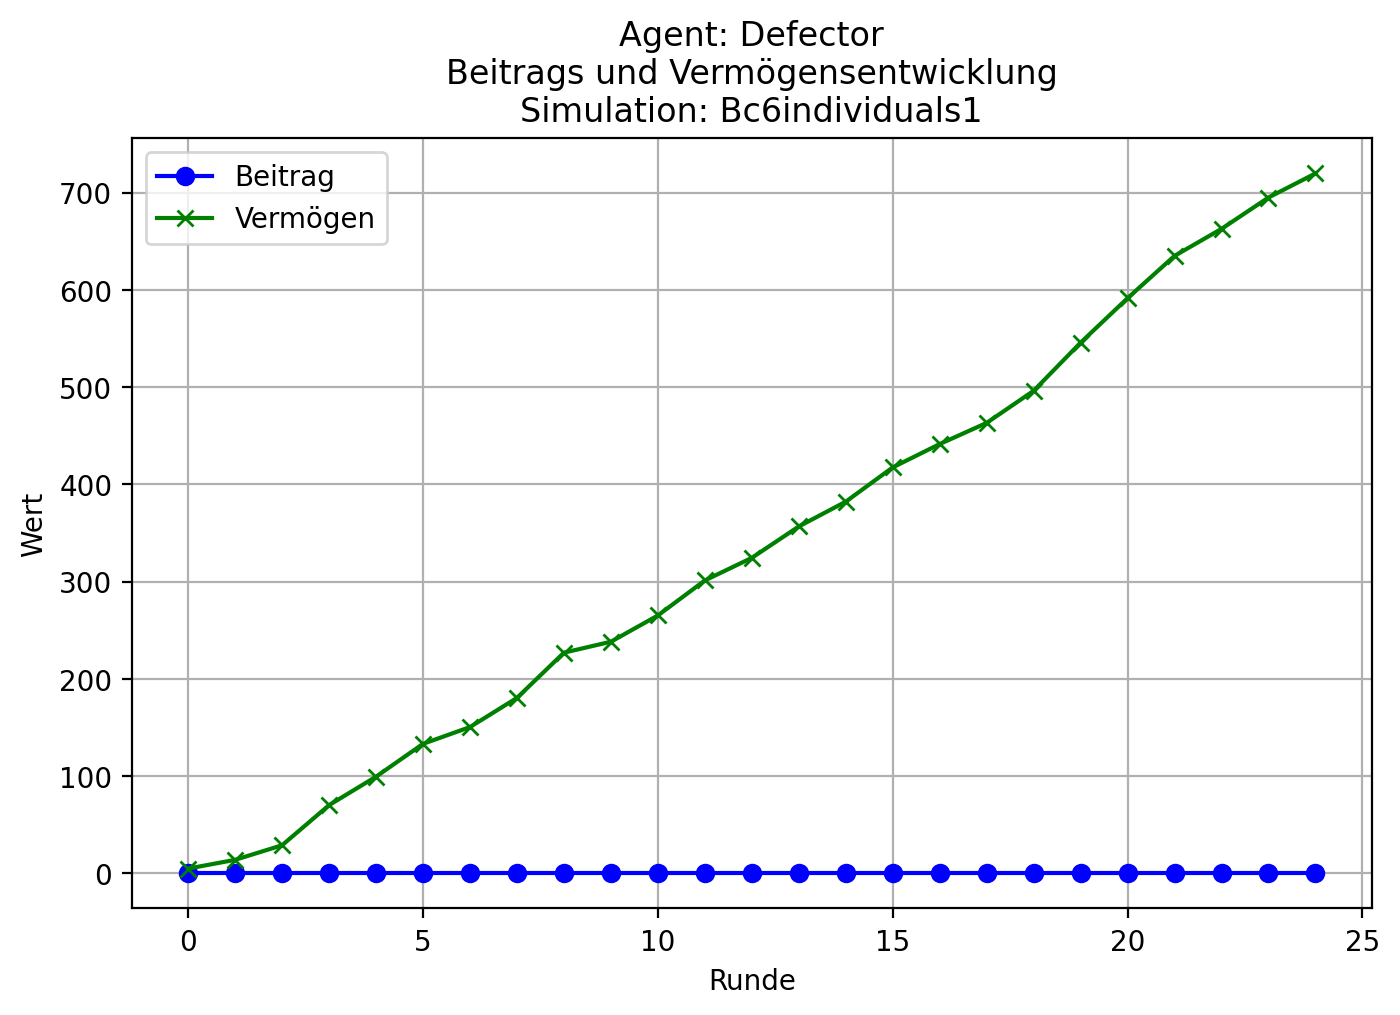 Agent: Defector
Beitrags und Vermögensentwicklung
Simulation: Bc6individuals1
Beitrag
Vermögen
700
600
500
400
300
200
100
0
Wert
0 5 10 15 20 25
Runde